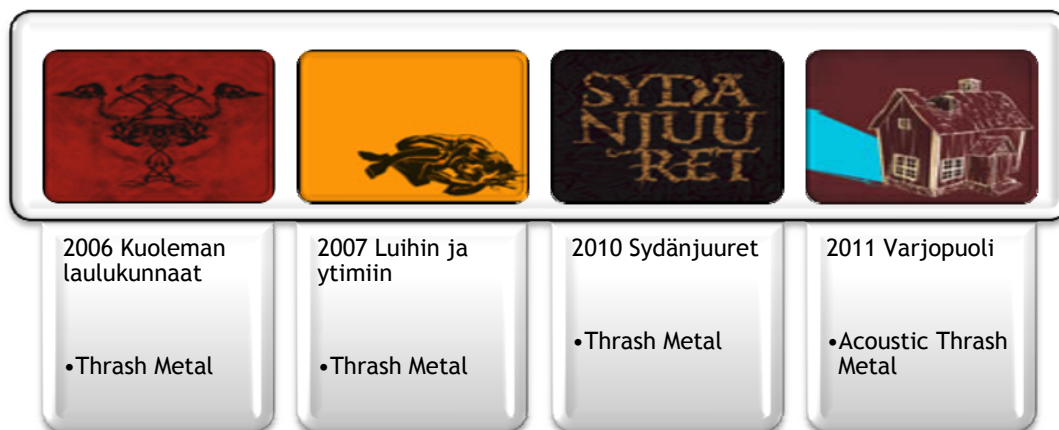 SYDÄ
NJUU
RET
2006 Kuoleman
laulukunnaat
•Thrash Metal
2007 Luihin ja
ytimiin
•Thrash Metal
2010 Sydänjuuret
•Thrash Metal
2011 Varjopuoli
•Acoustic Thrash
Metal